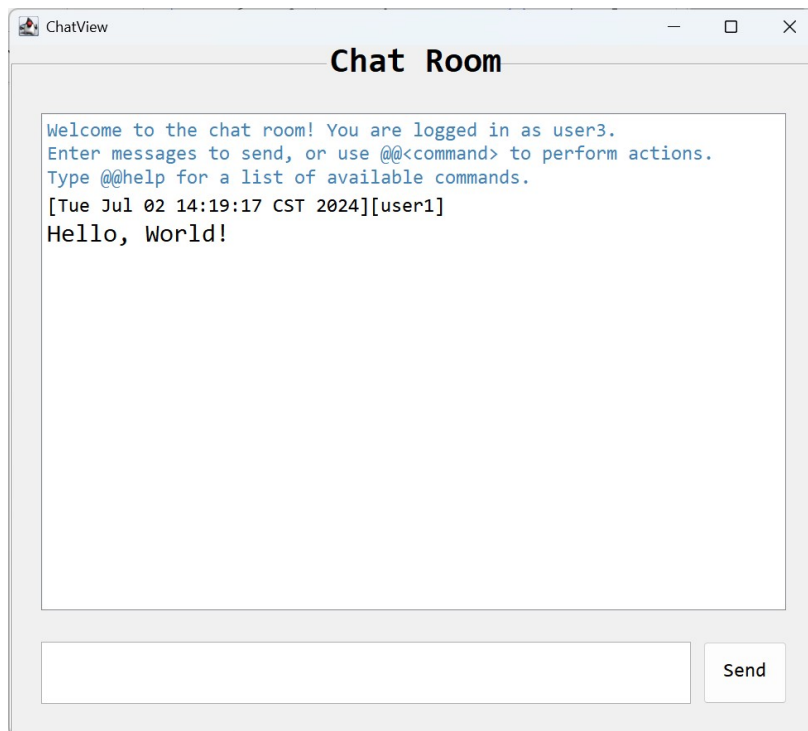 ChatView
Chat Room
Welcome to the chat room! You are logged in as user3.
Enter messages to send, or use @@<command> to perform actions.
Type @@help for a list of available commands.
[Tue Jul 02 14:19:17 CST 2024][user1]
Hello, World!
Send